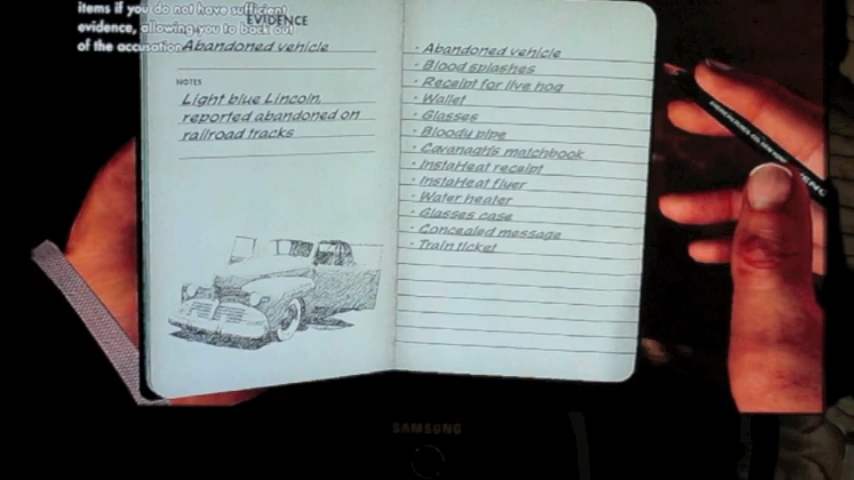 items if you do not have sufficient
evidence, allowing you to back out
of the accusation
EVIDENCE
Abandoned vehicle
NOTES
Light blue Lincoln,
reported abandoned on
railroad tracks
· Abandoned vehicle
· Blood splashes
· Receipt for live hog
· Wallet
· Glasses
· Bloody pipe
· Cavanagh's matchbook
· InstaHeat receipt
· InstaHeat flyer
· Water heater
· Glasses case
· Concealed message
· Train ticket
SAMSUNG